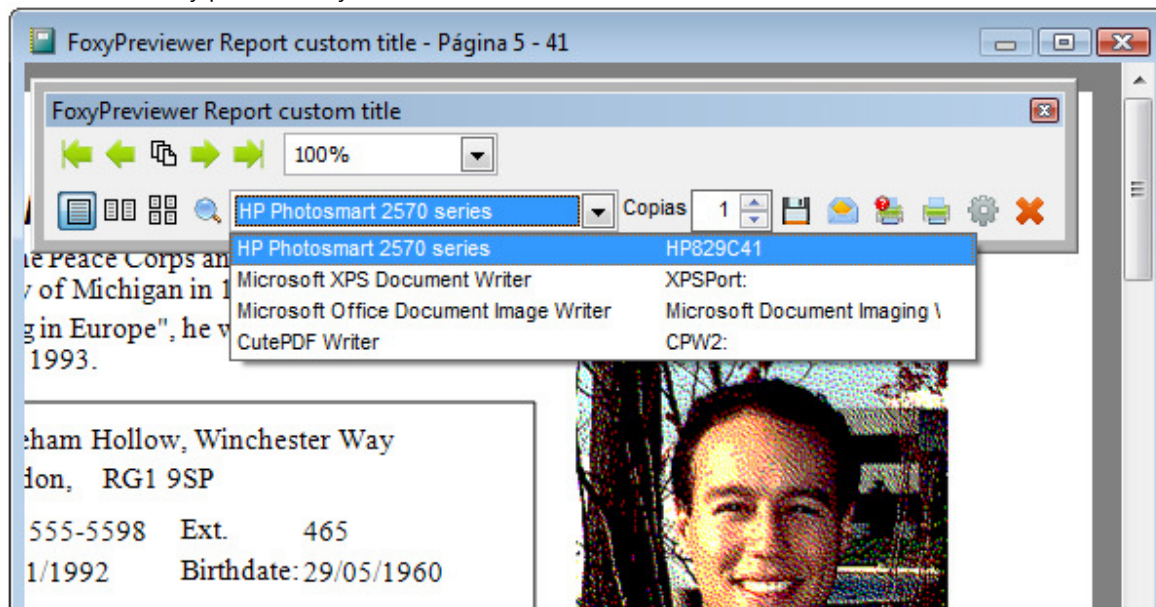 FoxyPreviewer Report custom title - Página 5 - 41
FoxyPreviewer Report custom title
100%
HP Photosmart 2570 series Copias 1
HP Photosmart 2570 series HP829C41
Microsoft XPS Document Writer XPSPort:
Microsoft Office Document Image Writer Microsoft Document Imaging \
CutePDF Writer CPW2:
Peace Corps an
of Michigan in 1
in Europe", he
1993.
Hollow, Winchester Way
RG1 9SP
555-5598 Ext. 465
1/1992 Birthdate: 29/05/1960